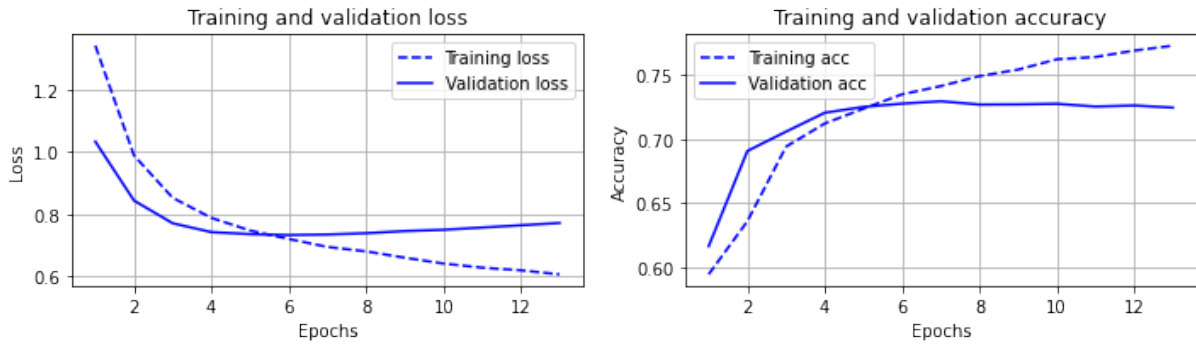 Training and validation loss
1.2
1.0
0.8
0.6
Loss
2 4 6 8 10 12
Epochs
Training loss
Validation loss
Training and validation accuracy
0.75
0.70
0.65
0.60
Accuracy
2 4 6 8 10 12
Epochs
Training acc
Validation acc